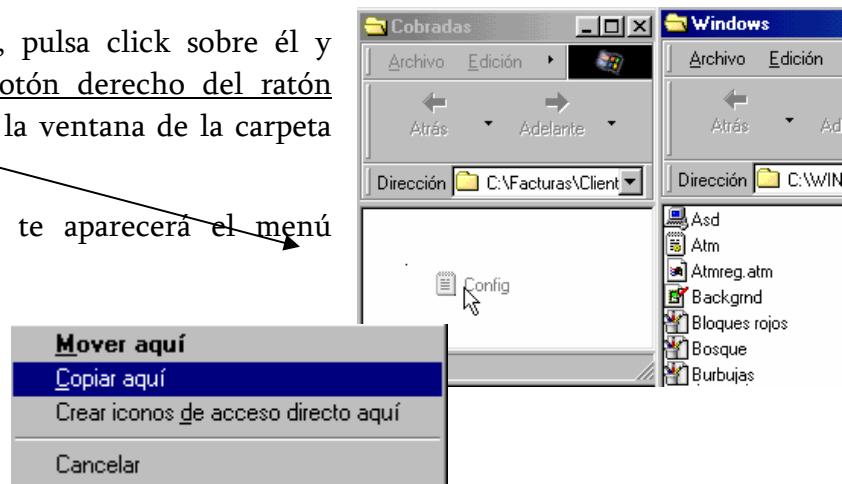 , pulsa click sobre él y
otón derecho del ratón
la ventana de la carpeta
te aparecerá el menú
Cobradas
Archivo Edición
Atrás Adelante
Dirección C:\Facturas\Client
Config
Windows
Archivo Edición
Atrás Ad
Dirección C:\WIN
Asd
Atm
Atmreg.atm
Backgrnd
Bloques rojos
Bosque
Burbujas
Mover aquí
Copiar aquí
Crear iconos de acceso directo aquí
Cancelar